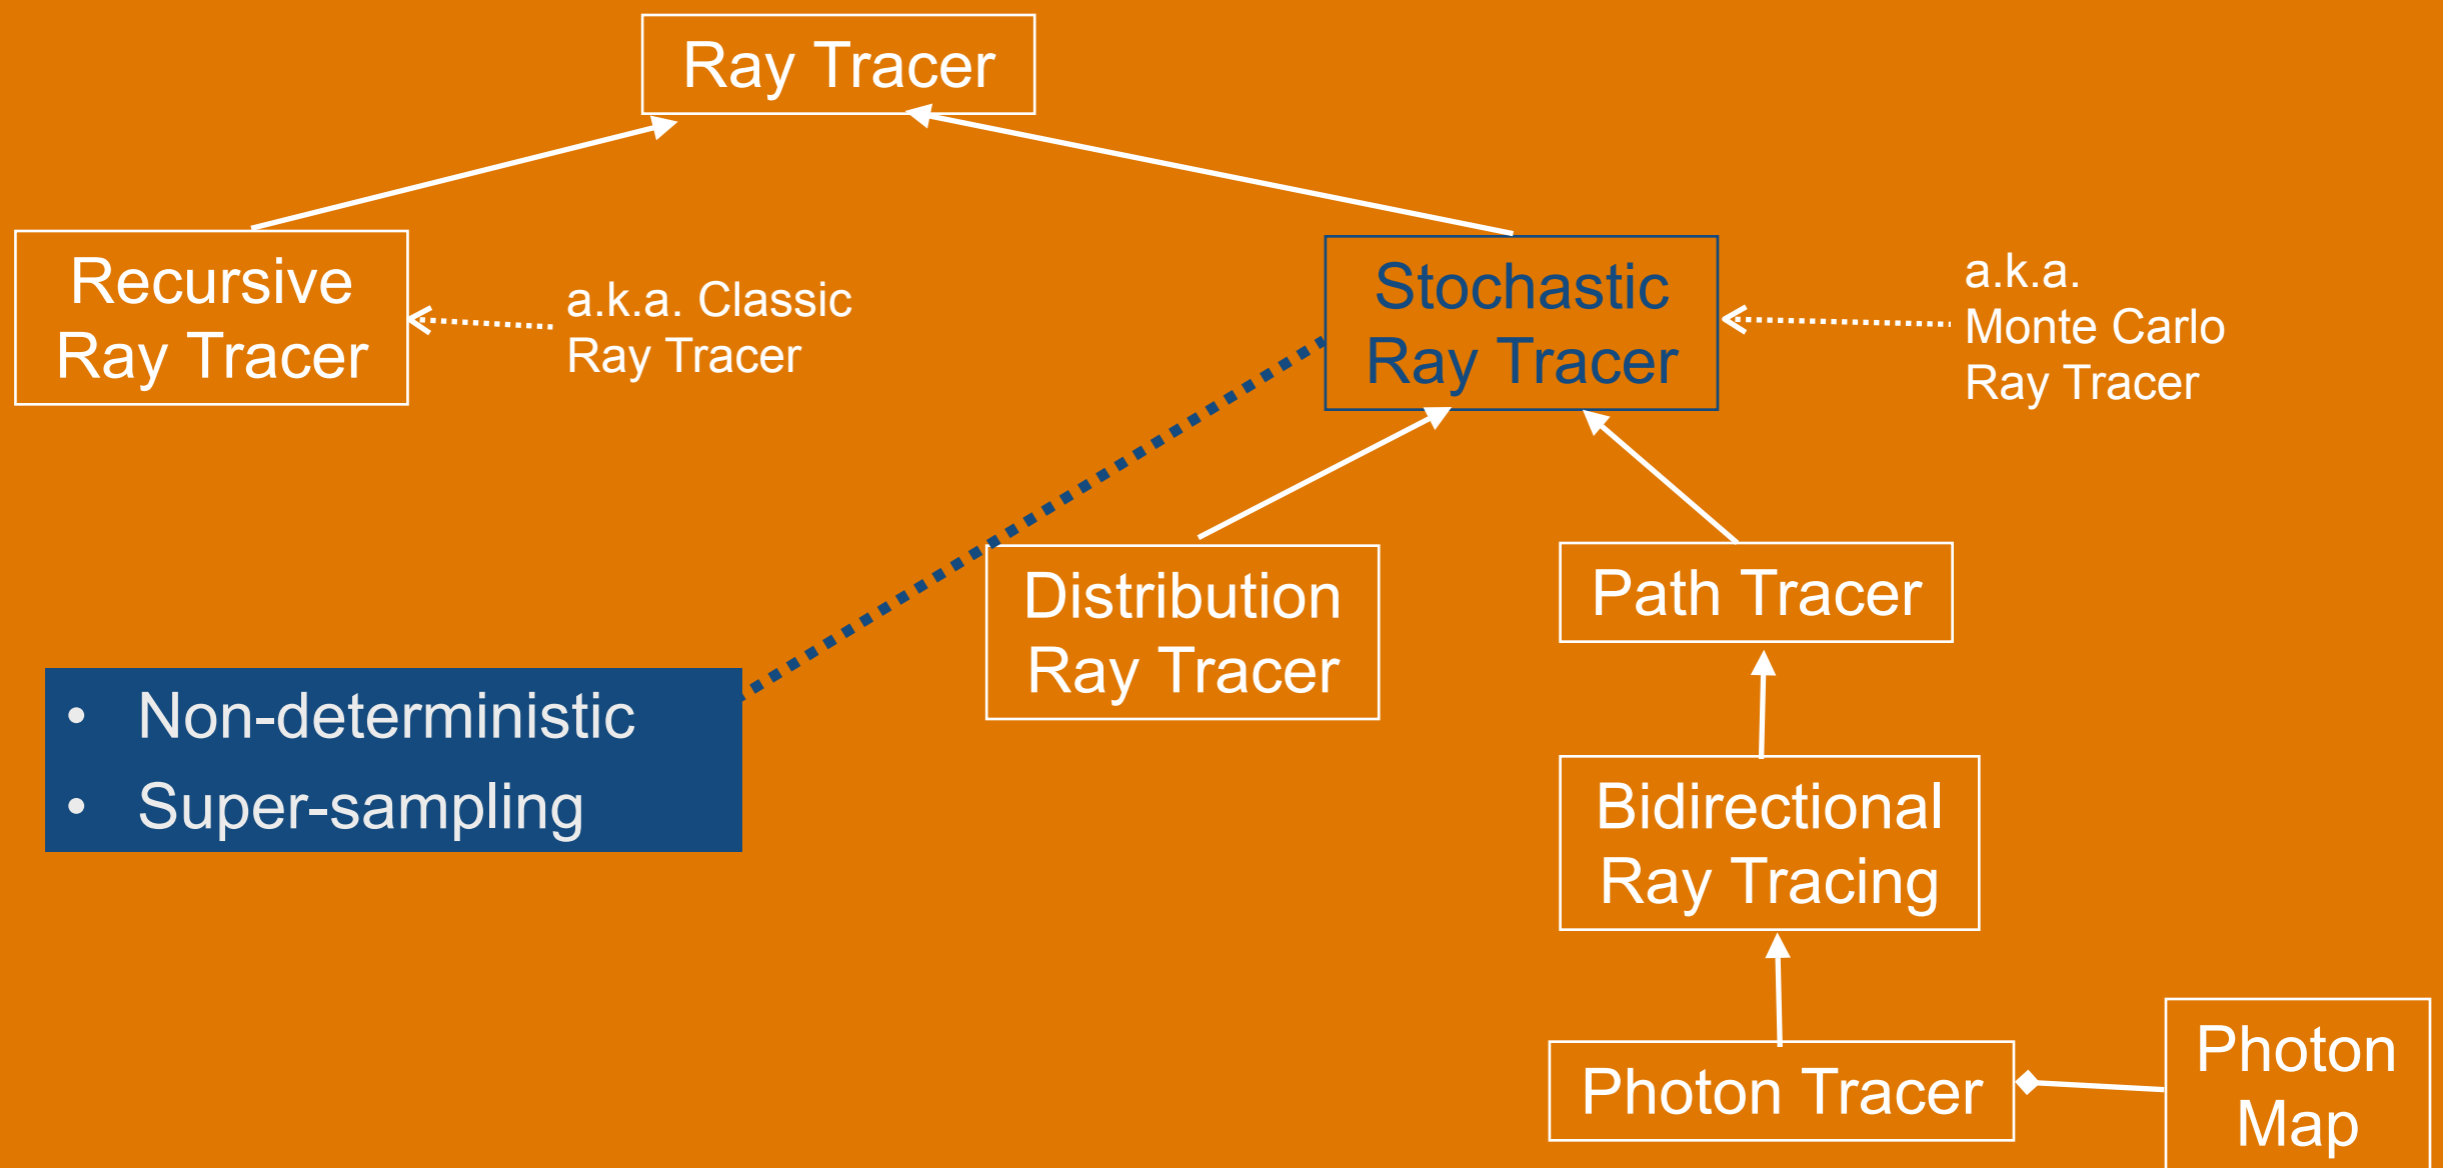 Ray Tracer
Recursive
Ray Tracer
a.k.a. Classic
Ray Tracer
Stochastic
Ray Tracer
a.k.a.
Monte Carlo
Ray Tracer
Distribution
Ray Tracer
Path Tracer
• Non-deterministic
• Super-sampling
Bidirectional
Ray Tracing
Photon Tracer
Photon
Map